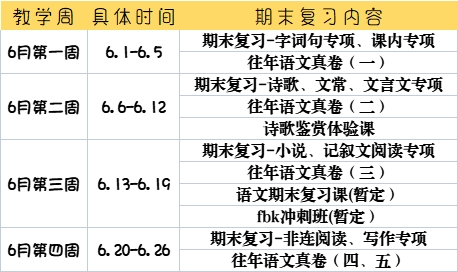 教学周 具体时间 期末复习内容
6月第一周 6.1-6.5 期末复习-字词句专项、课内专项
往年语文真卷（一）
6月第二周 6.6-6.12 期末复习-诗歌、文常、文言文专项
往年语文真卷（二）
诗歌鉴赏体验课
6月第三周 6.13-6.19 期末复习-小说、记叙文阅读专项
往年语文真卷（三）
语文期末复习课(暂定）
fbk冲刺班(暂定）
6月第四周 6.20-6.26 期末复习-非连阅读、写作专项
往年语文真卷（四、五）